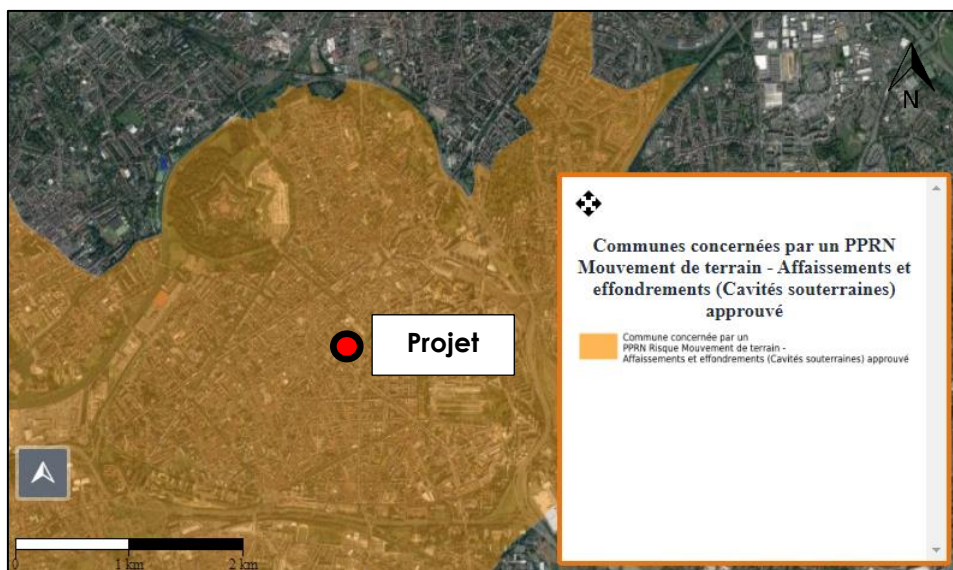 N
Communes concernées par un PPRN
Mouvement de terrain - Affaissements et
effondrements (Cavités souterraines)
approuvé
Commune concernée par un
PPRN Risque Mouvement de terrain -
Affaissements et effondrements (Cavités souterraines) approuvé
Projet
0 1 km 2 km